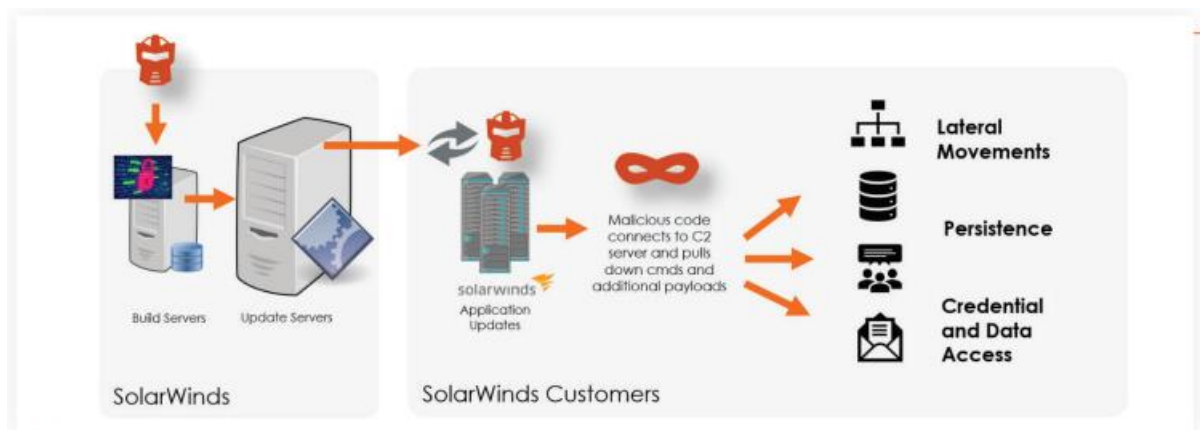 Build Servers
Update Servers
SolarWinds
solarwinds
Application
Updates
Malicious code
connects to C2
server and pulls
down cmds and
additional payloads
Lateral
Movements
Persistence
Credential
and Data
Access
SolarWinds Customers